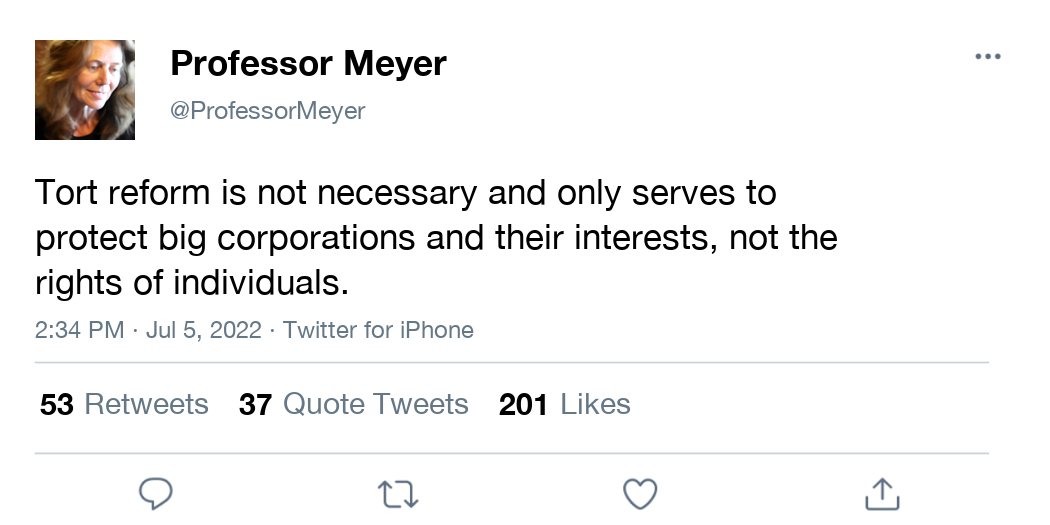 Professor Meyer
@ProfessorMeyer
Tort reform is not necessary and only serves to
protect big corporations and their interests, not the
rights of individuals.
2:34 PM · Jul 5, 2022 · Twitter for iPhone
53 Retweets 37 Quote Tweets 201 Likes